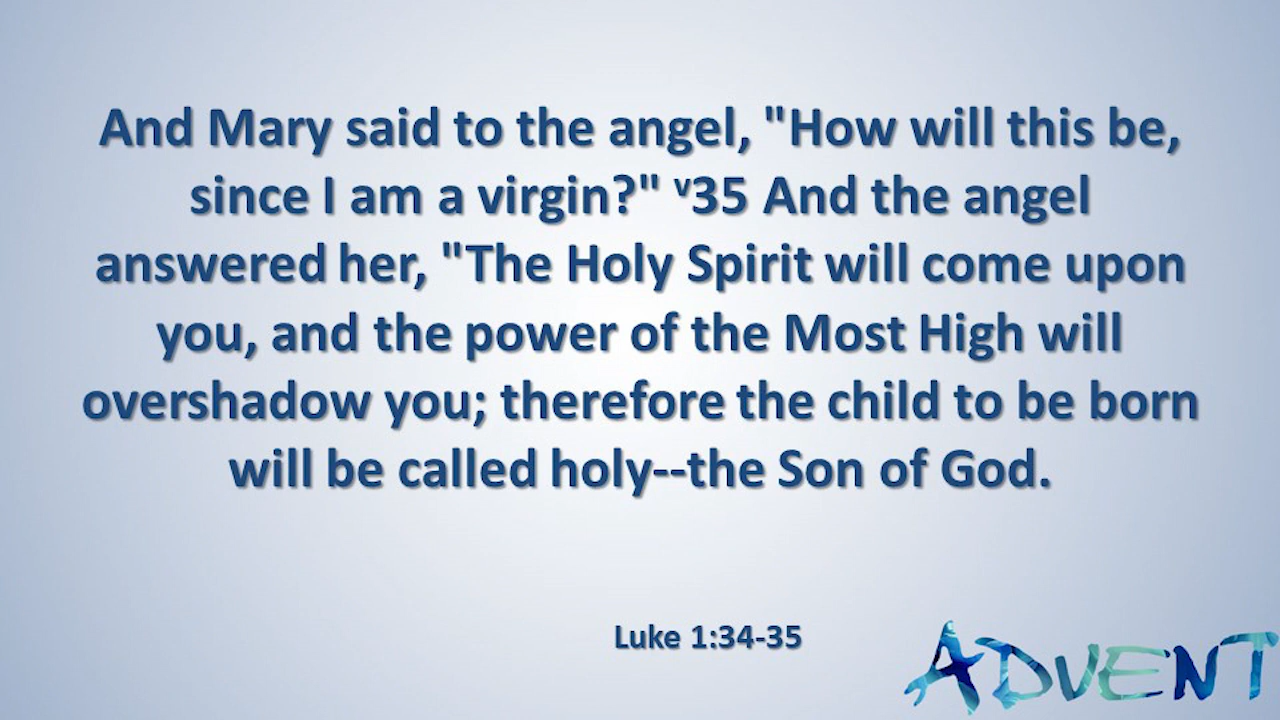 And Mary said to the angel, "How will this be,
since I am a virgin?" ᵛ35 And the angel
answered her, "The Holy Spirit will come upon
you, and the power of the Most High will
overshadow you; therefore the child to be born
will be called holy--the Son of God.
Luke 1:34-35
ADVENT